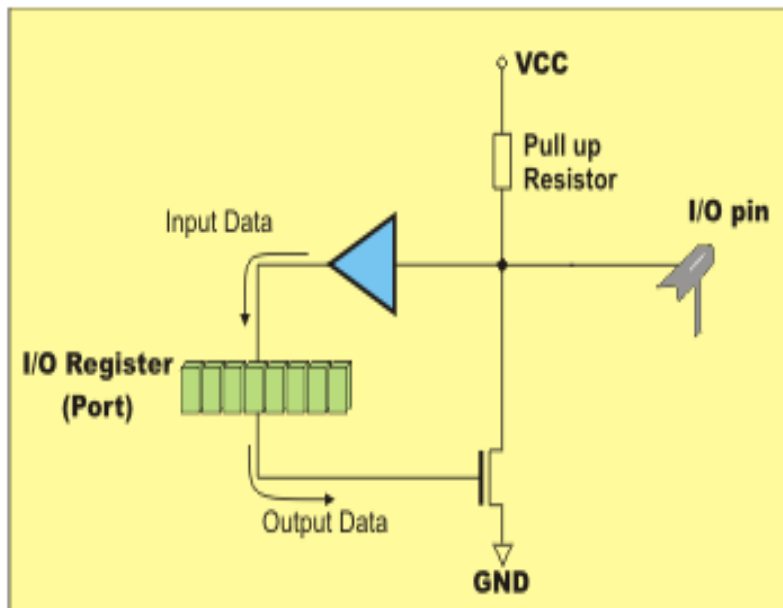 VCC
Pull up
Resistor
I/O pin
Input Data
I/O Register
(Port)
Output Data
GND